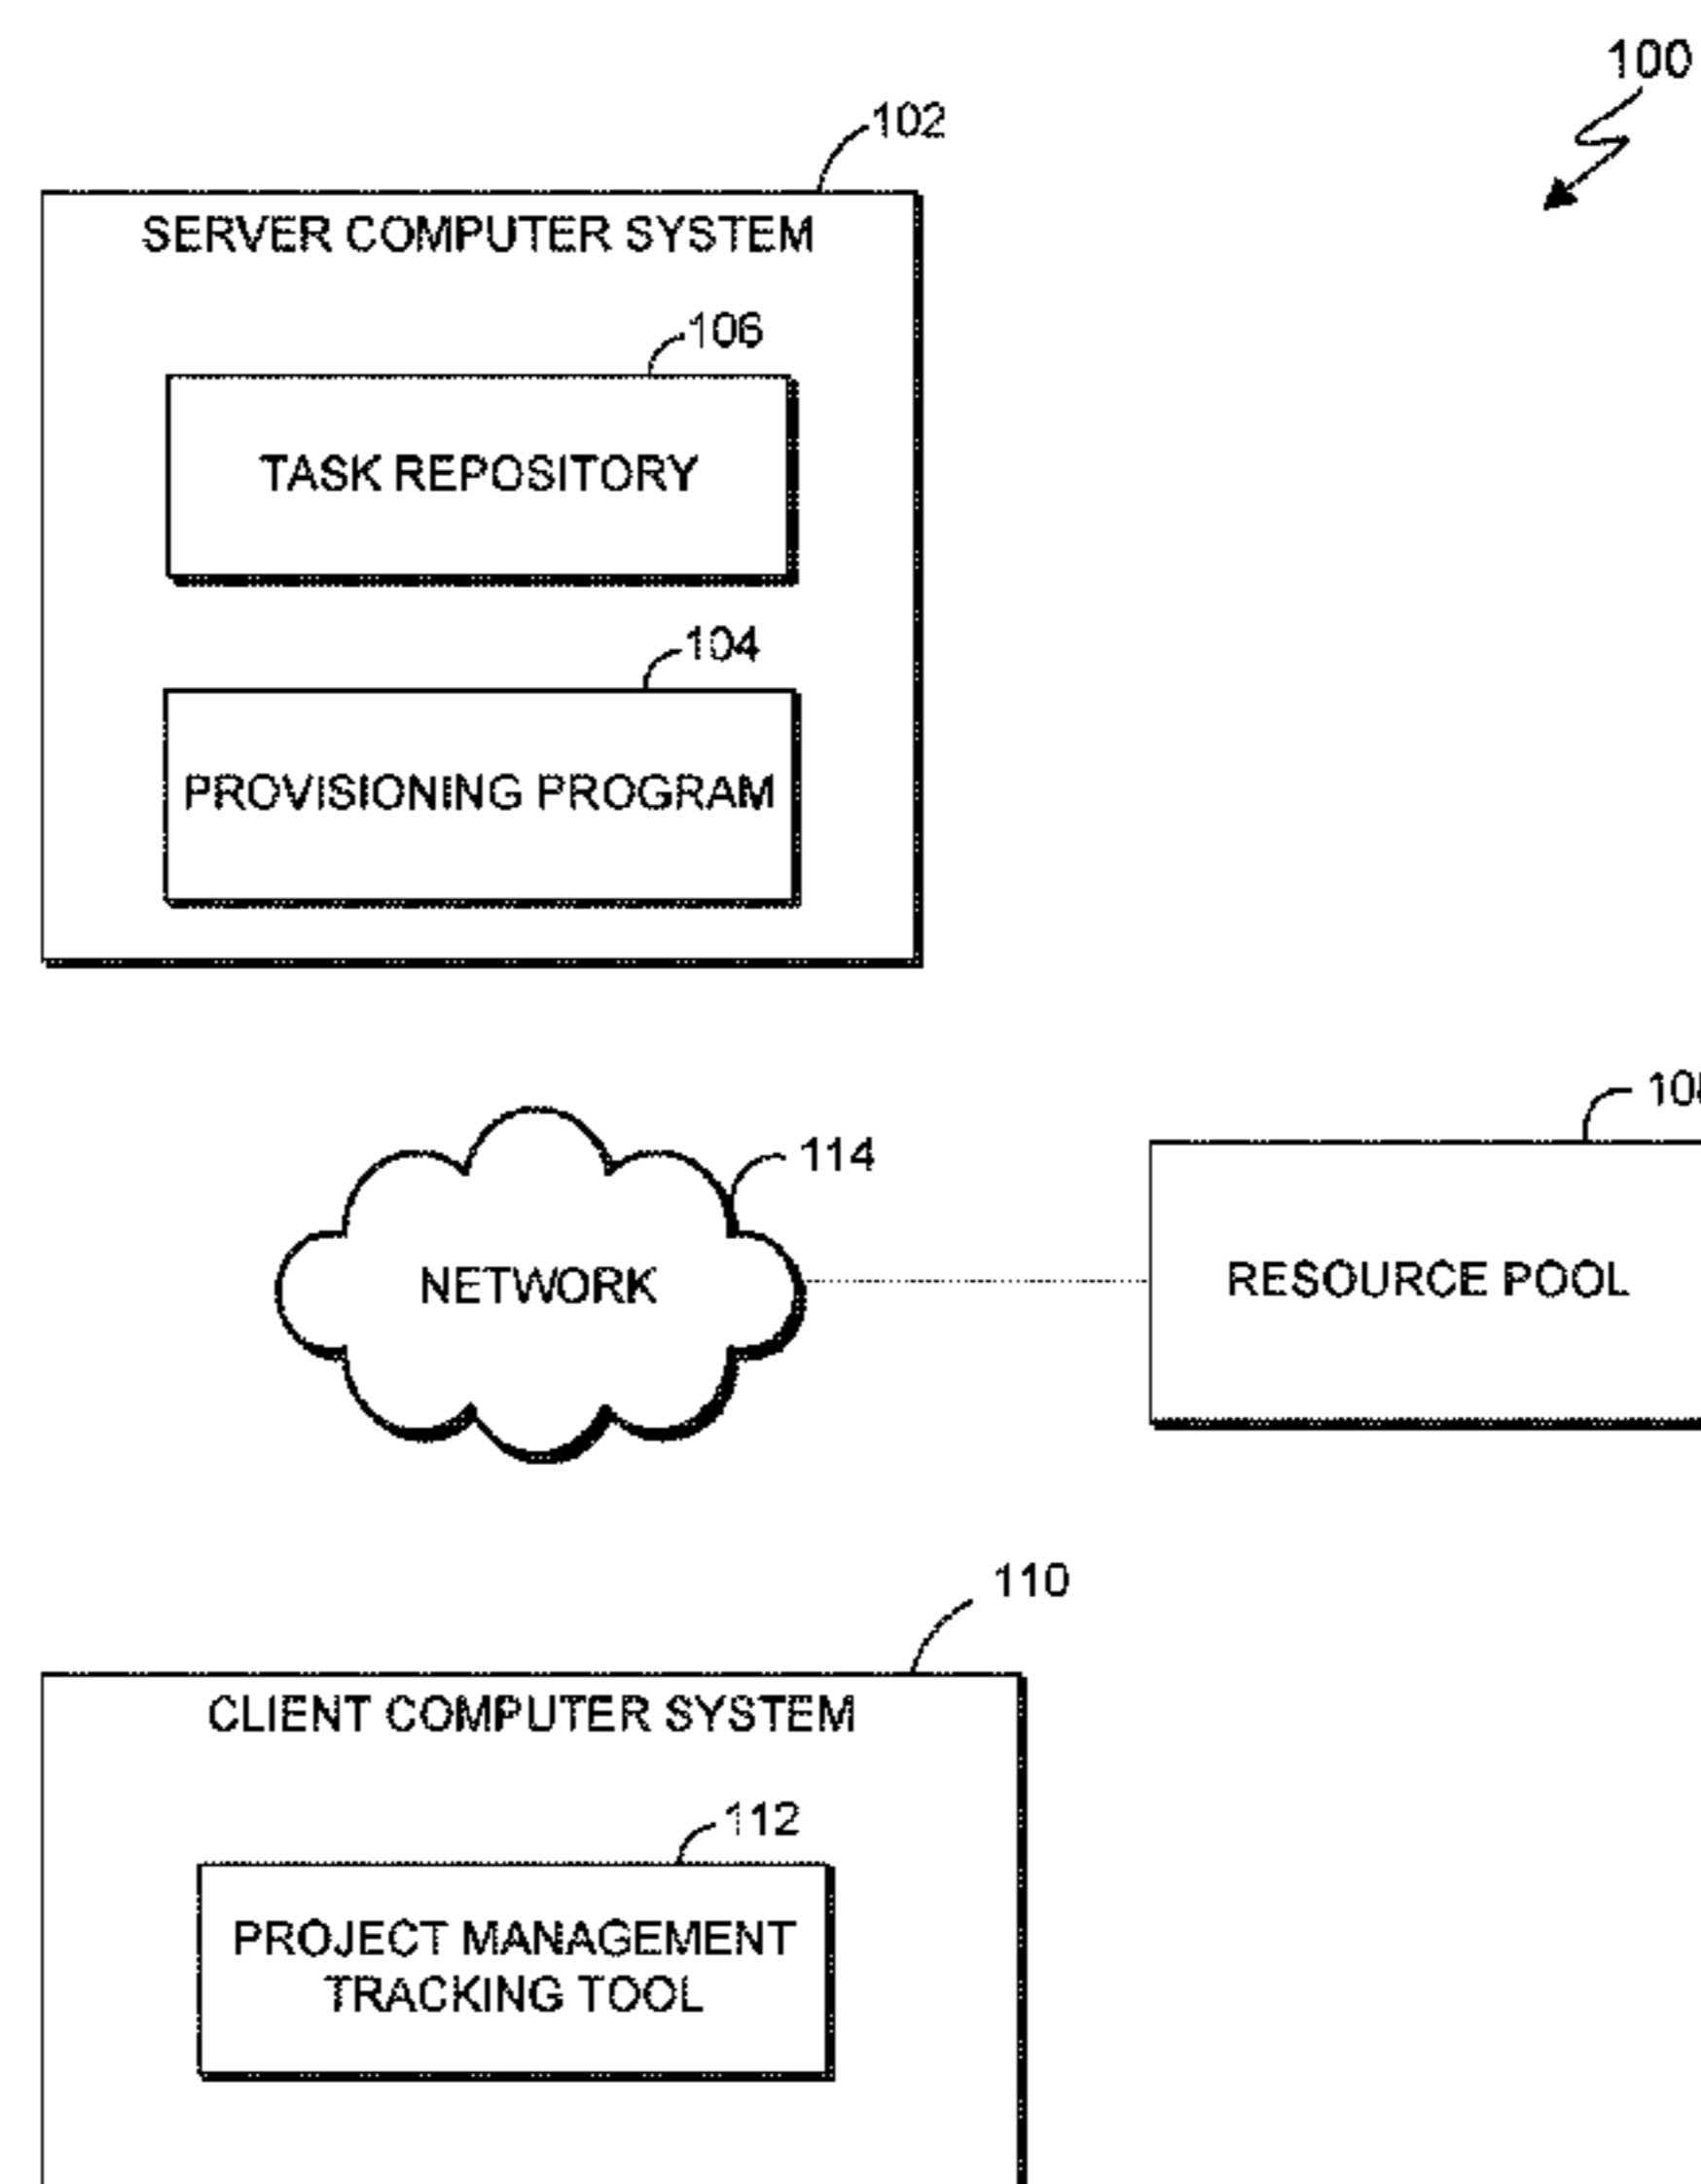 100
102
SERVER COMPUTER SYSTEM
106
TASK REPOSITORY
104
PROVISIONING PROGRAM
114
NETWORK
RESOURCE POOL
110
CLIENT COMPUTER SYSTEM
112
PROJECT MANAGEMENT
TRACKING TOOL